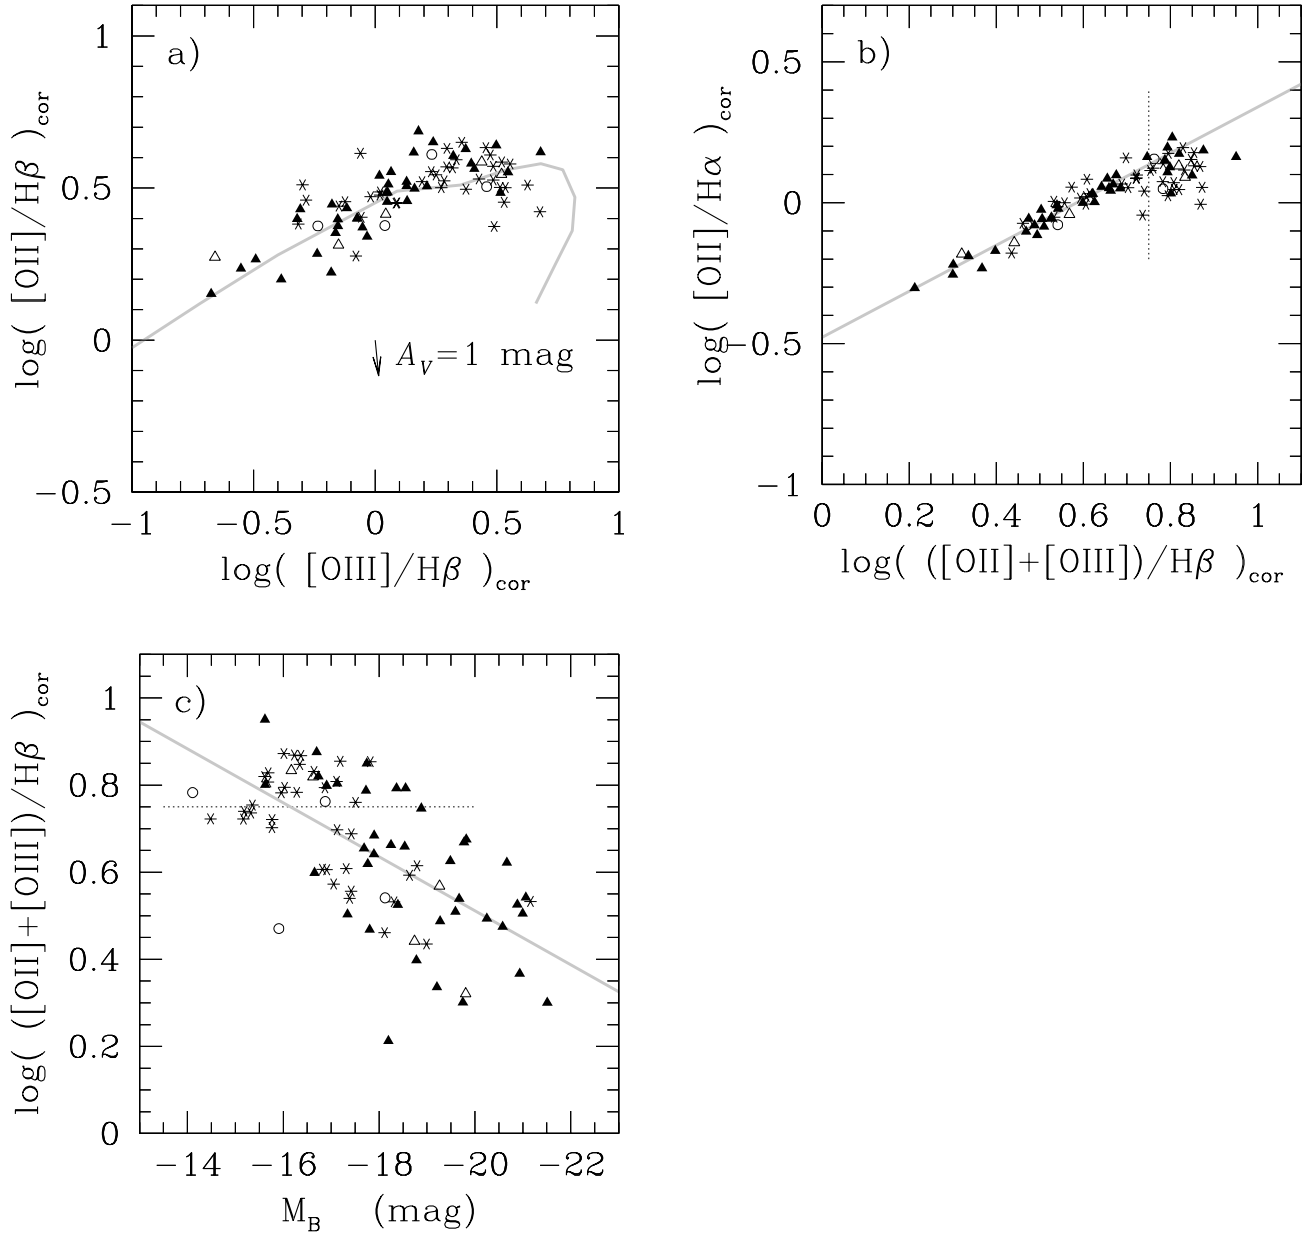 a)
log( [OII]/Hβ )cor
1
0.5
0
−0.5
A_V=1 mag
−1 −0.5 0 0.5 1
log( [OIII]/Hβ )cor
b)
log( [OII]/Hα )cor
0.5
0
−0.5
−1
0 0.2 0.4 0.6 0.8 1
log( ([OII]+[OIII])/Hβ )cor
c)
log( ([OII]+[OIII])/Hβ )cor
1
0.8
0.6
0.4
0.2
0
−14 −16 −18 −20 −22
M_B (mag)